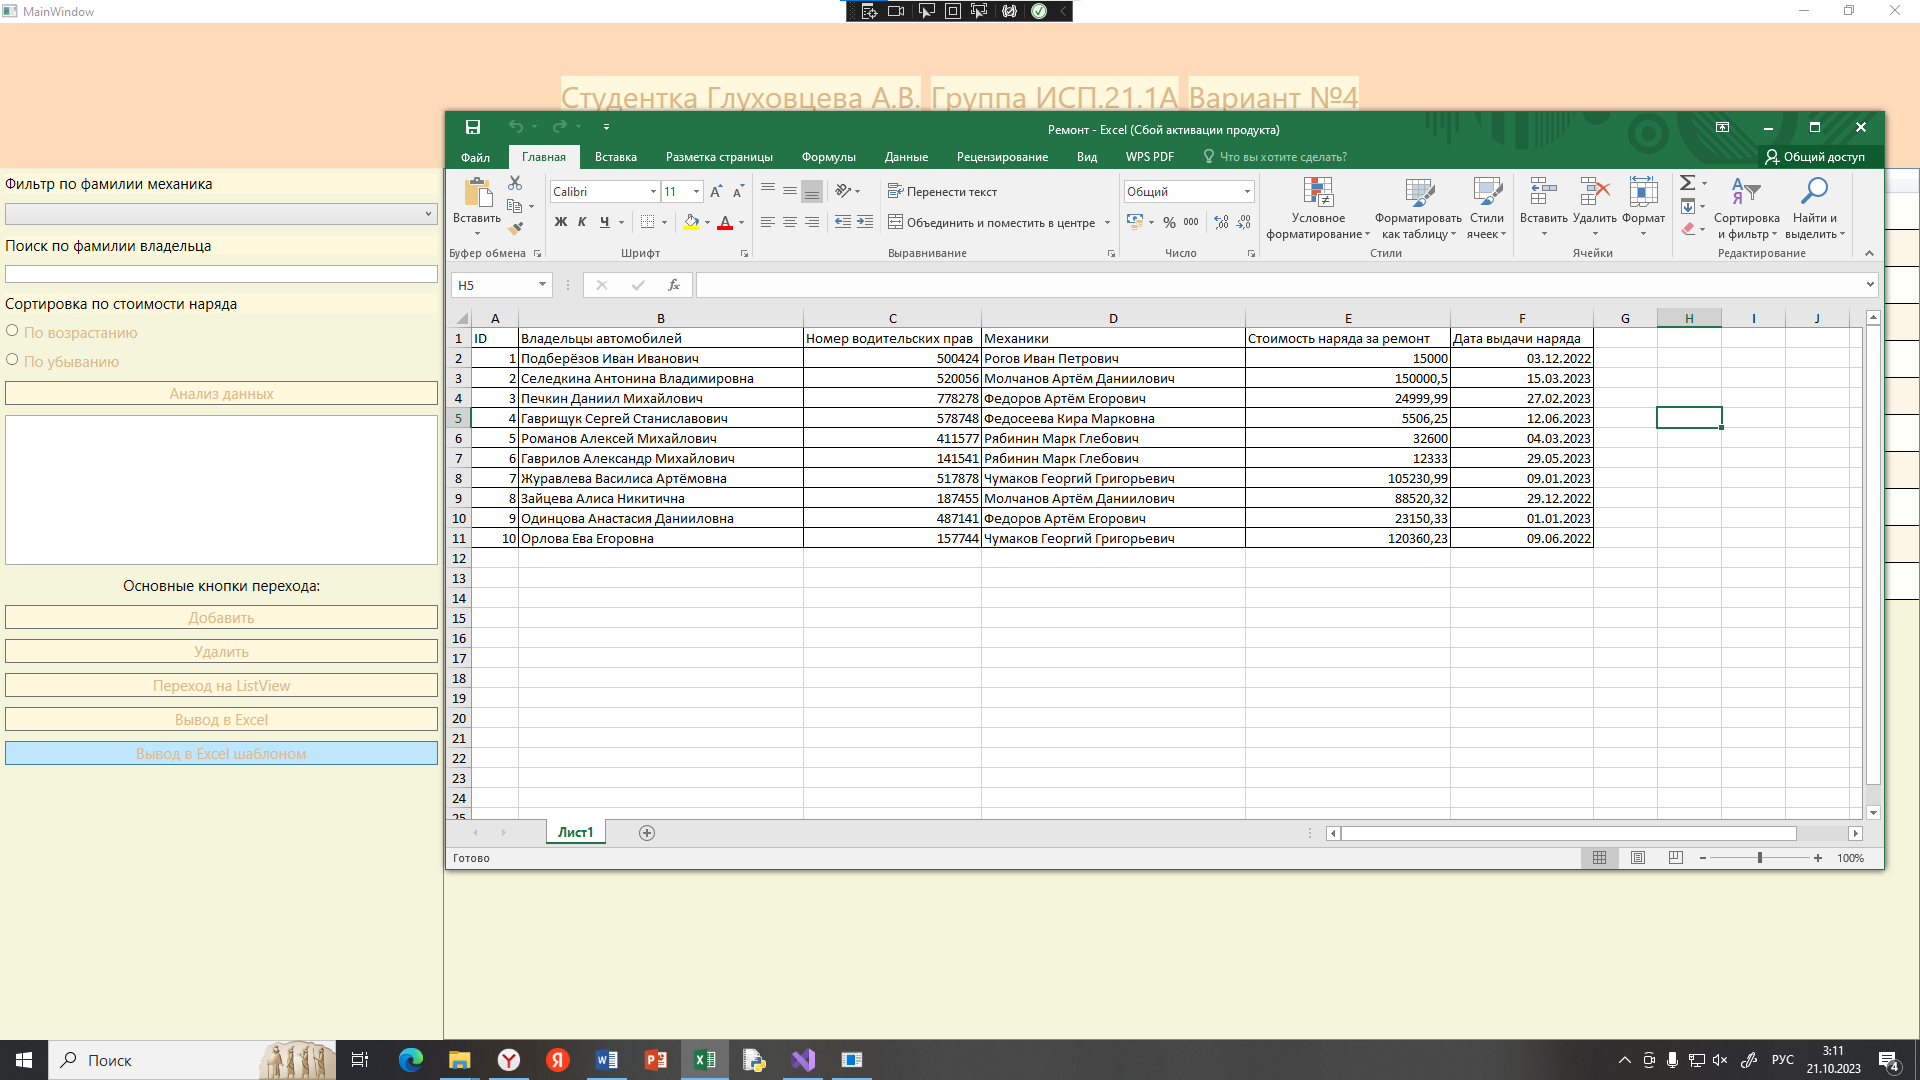 MainWindow
Студентка Глуховцева А.В. Группа ИСП.21.1А Вариант №4
Фильтр по фамилии механика
Поиск по фамилии владельца
Сортировка по стоимости наряда
По возрастанию
По убыванию
Анализ данных
Основные кнопки перехода:
Добавить
Удалить
Переход на ListView
Вывод в Excel
Вывод в Excel шаблоном
Ремонт - Excel (Сбой активации продукта)
Файл Главная Вставка Разметка страницы Формулы Данные Рецензирование Вид WPS PDF Что вы хотите сделать? Общий доступ
Вставить
Буфер обмена
Calibri 11
Ж К Ч
Шрифт
Перенести текст
Объединить и поместить в центре
Выравнивание
Общий
% 000
Число
Условное форматирование
Форматировать как таблицу
Стили ячеек
Стили
Вставить Удалить Формат
Ячейки
Сортировка и фильтр
Найти и выделить
Редактирование
H5 fx
A B C D E F G H I J
1 ID Владельцы автомобилей Номер водительских прав Механики Стоимость наряда за ремонт Дата выдачи наряда
2 1 Подберёзов Иван Иванович 500424 Рогов Иван Петрович 15000 03.12.2022
3 2 Селедкина Антонина Владимировна 520056 Молчанов Артём Даниилович 150000,5 15.03.2023
4 3 Печкин Даниил Михайлович 778278 Федоров Артём Егорович 24999,99 27.02.2023
5 4 Гаврищук Сергей Станиславович 578748 Федосеева Кира Марковна 5506,25 12.06.2023
6 5 Романов Алексей Михайлович 411577 Рябинин Марк Глебович 32600 04.03.2023
7 6 Гаврилов Александр Михайлович 141541 Рябинин Марк Глебович 12333 29.05.2023
8 7 Журавлева Василиса Артёмовна 517878 Чумаков Георгий Григорьевич 105230,99 09.01.2023
9 8 Зайцева Алиса Никитична 187455 Молчанов Артём Даниилович 88520,32 29.12.2022
10 9 Одинцова Анастасия Данииловна 487141 Федоров Артём Егорович 23150,33 01.01.2023
11 10 Орлова Ева Егоровна 157744 Чумаков Георгий Григорьевич 120360,23 09.06.2022
12
13
14
15
16
17
18
19
20
21
22
23
24
25
Лист1
Готово
100%
Поиск
РУС
3:11
21.10.2023
4